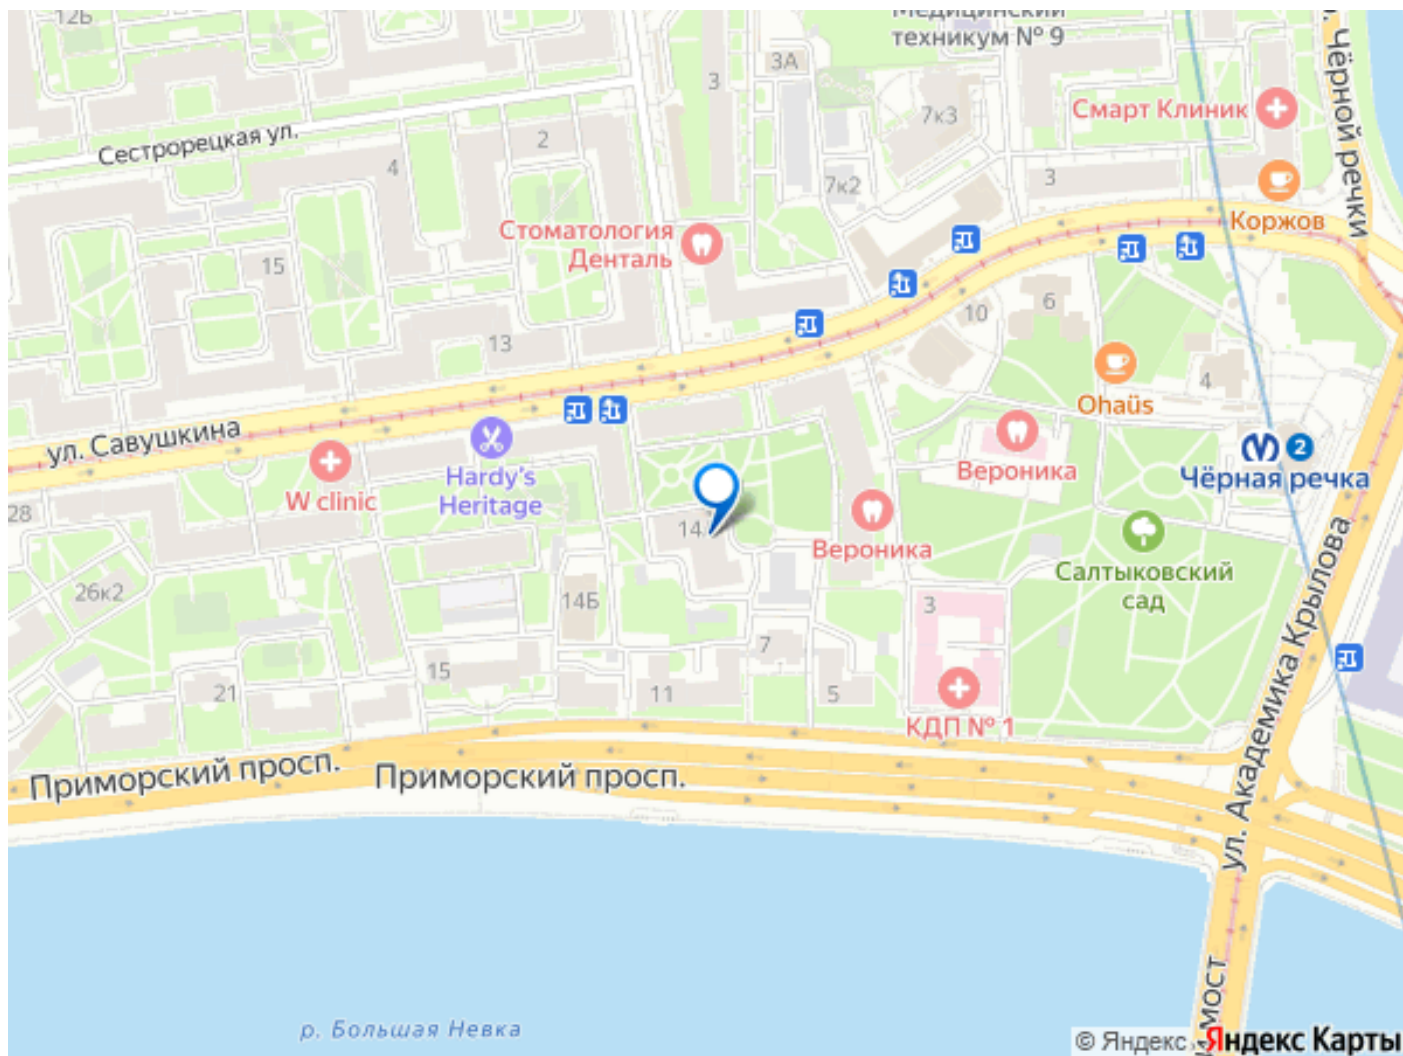 12Б
Медицинский
техникум № 9
3А
3
7к3
Смарт Клиник
Чёрной речки
Сестрорецкая ул.
2
4
7к2
3
Коржов
Стоматология
Денталь
15
6
10
13
4
Ohaüs
ул. Савушкина
W clinic
Hardy's
Heritage
Вероника
2
Чёрная речка
28
14
Вероника
Салтыковский
сад
26к2
14Б
3
ул. Академика Крылова
7
15
21
11
5
КДП № 1
Приморский просп.
Приморский просп.
мост
р. Большая Невка
© Яндекс
Яндекс Карты